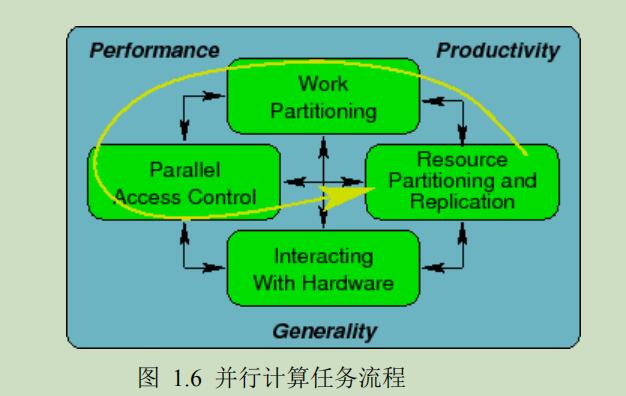 Performance
Productivity
Work
Partitioning
Parallel
Access Control
Resource
Partitioning and
Replication
Interacting
With Hardware
Generality
图 1.6 并行计算任务流程